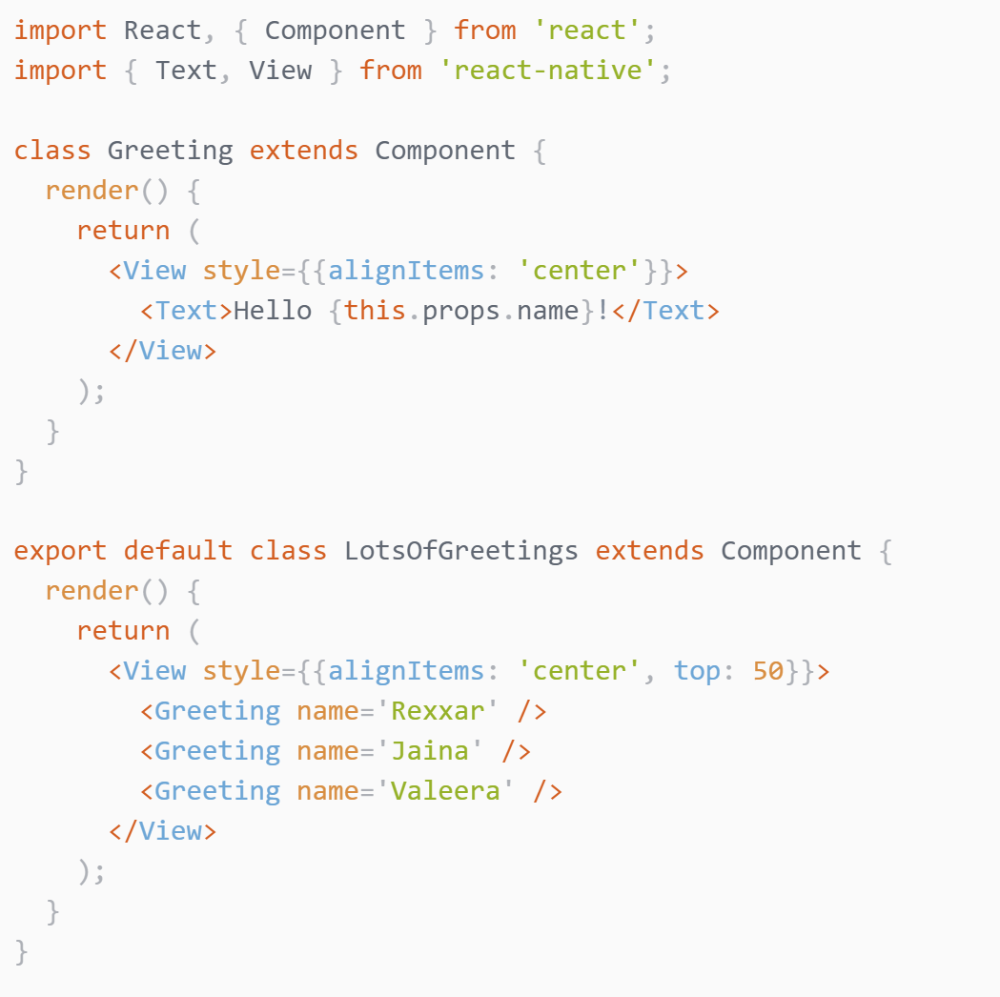 import React, { Component } from 'react';
import { Text, View } from 'react-native';

class Greeting extends Component {
  render() {
    return (
      <View style={{alignItems: 'center'}}>
        <Text>Hello {this.props.name}!</Text>
      </View>
    );
  }
}

export default class LotsOfGreetings extends Component {
  render() {
    return (
      <View style={{alignItems: 'center', top: 50}}>
        <Greeting name='Rexxar' />
        <Greeting name='Jaina' />
        <Greeting name='Valeera' />
      </View>
    );
  }
}